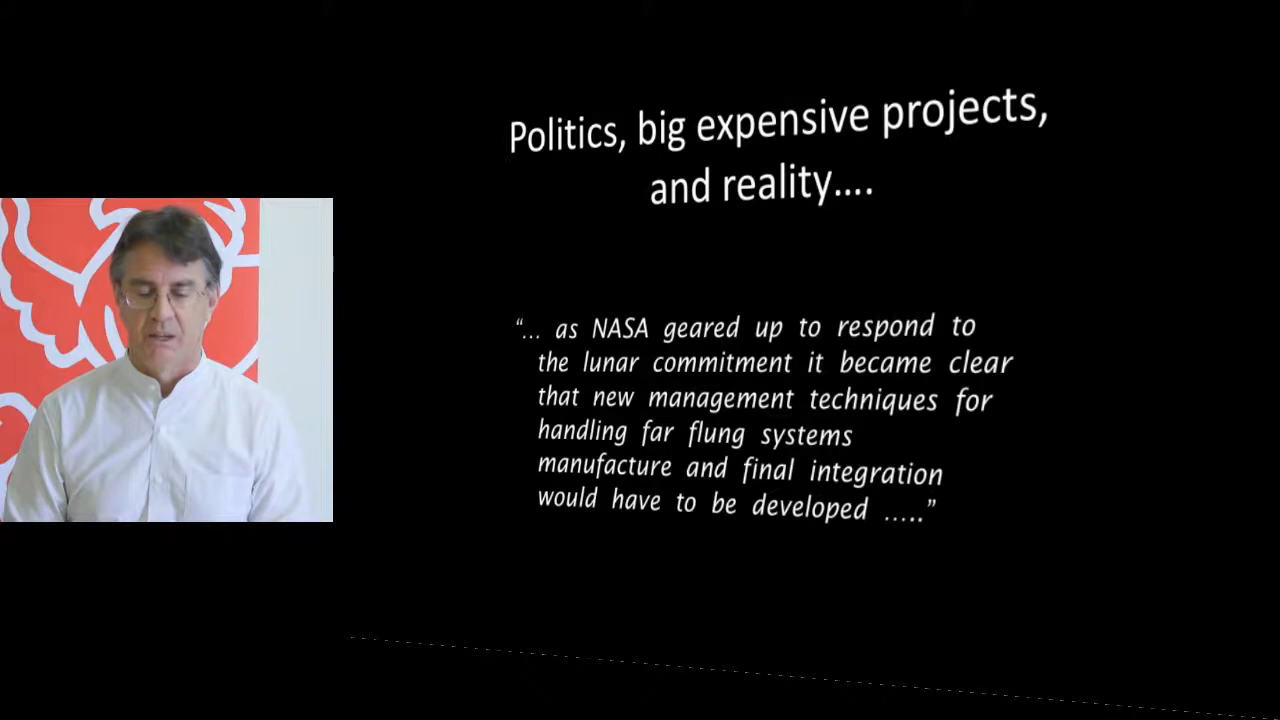 Politics, big expensive projects,
and reality....
“... as NASA geared up to respond to
the lunar commitment it became clear
that new management techniques for
handling far flung systems
manufacture and final integration
would have to be developed .....”